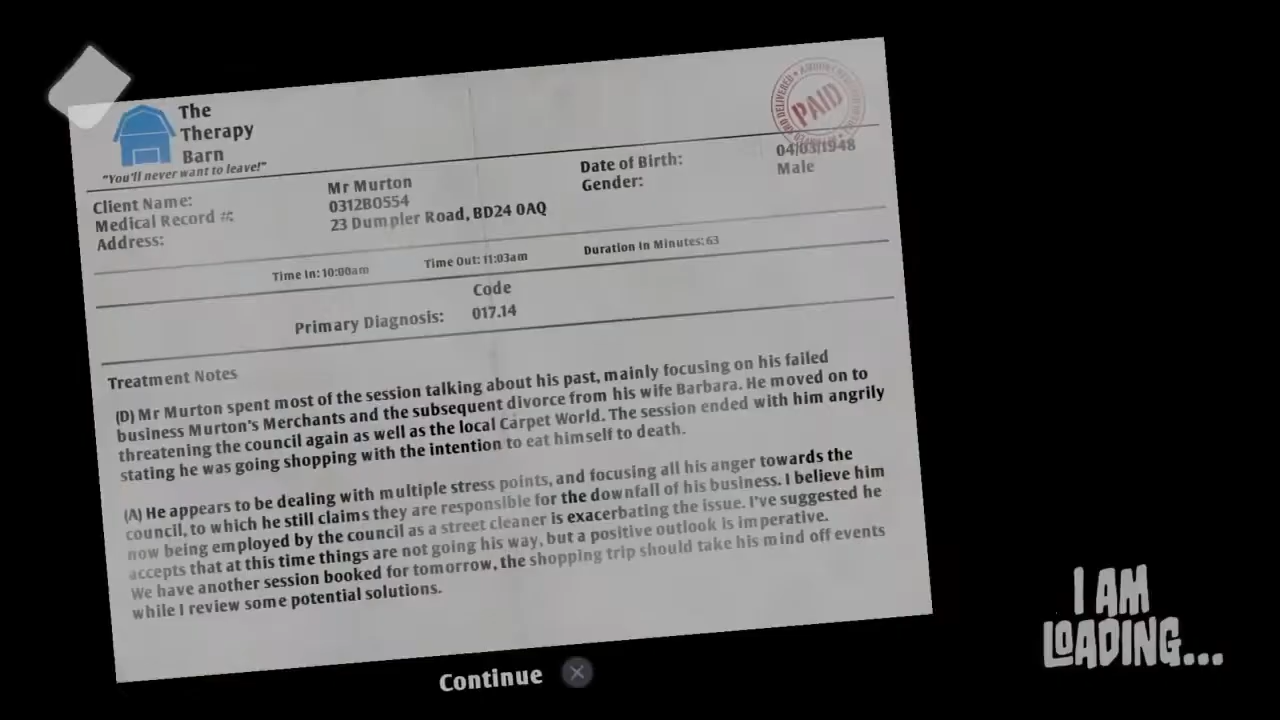 The
Therapy
Barn
"You'll never want to leave!"
PAID
Client Name: Mr Murton Date of Birth: 04/03/1948
Medical Record #: 0312B0554 Gender: Male
Address: 23 Dumpler Road, BD24 0AQ
Time In: 10:00am Time Out: 11:03am Duration in Minutes: 63
Code
Primary Diagnosis: 017.14
Treatment Notes
(D) Mr Murton spent most of the session talking about his past, mainly focusing on his failed
business Murton's Merchants and the subsequent divorce from his wife Barbara. He moved on to
threatening the council again as well as the local Carpet World. The session ended with him angrily
stating he was going shopping with the intention to eat himself to death.
(A) He appears to be dealing with multiple stress points, and focusing all his anger towards the
council, to which he still claims they are responsible for the downfall of his business. I believe him
now being employed by the council as a street cleaner is exacerbating the issue. I've suggested he
accepts that at this time things are not going his way, but a positive outlook is imperative.
We have another session booked for tomorrow, the shopping trip should take his mind off events
while I review some potential solutions.
Continue
I AM
LOADING...